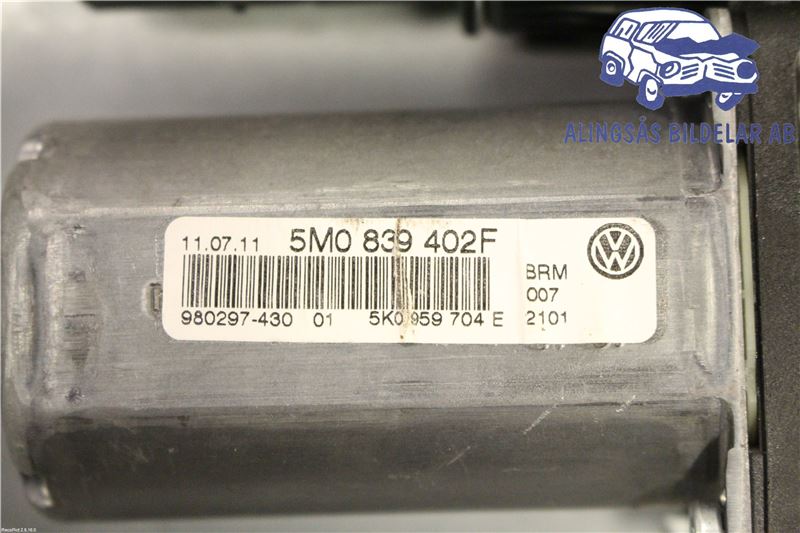 ALINGSÅS BILDELAR AB
11.07.11 5M0 839 402F
BRM
007
980297-430 01 5K0 959 704 E 2101